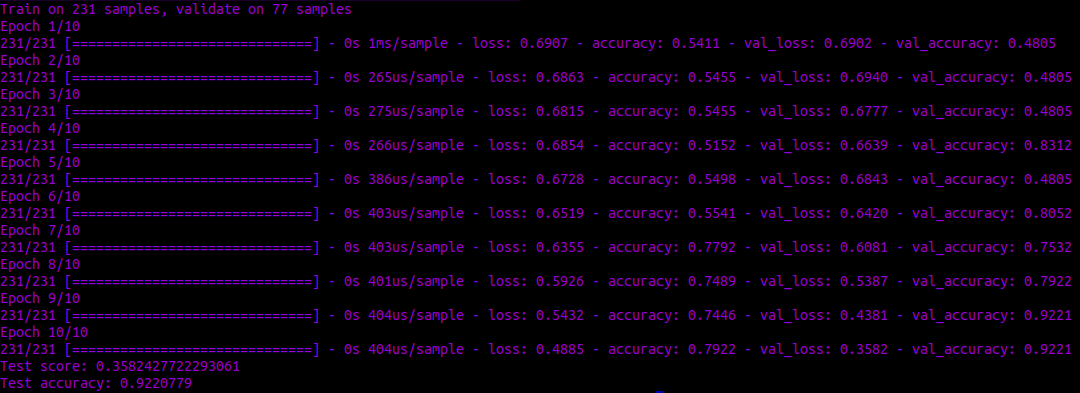 Train on 231 samples, validate on 77 samples
Epoch 1/10
231/231 [==============================] - 0s 1ms/sample - loss: 0.6907 - accuracy: 0.5411 - val_loss: 0.6902 - val_accuracy: 0.4805
Epoch 2/10
231/231 [==============================] - 0s 265us/sample - loss: 0.6863 - accuracy: 0.5455 - val_loss: 0.6940 - val_accuracy: 0.4805
Epoch 3/10
231/231 [==============================] - 0s 275us/sample - loss: 0.6815 - accuracy: 0.5455 - val_loss: 0.6777 - val_accuracy: 0.4805
Epoch 4/10
231/231 [==============================] - 0s 266us/sample - loss: 0.6854 - accuracy: 0.5152 - val_loss: 0.6639 - val_accuracy: 0.8312
Epoch 5/10
231/231 [==============================] - 0s 386us/sample - loss: 0.6728 - accuracy: 0.5498 - val_loss: 0.6843 - val_accuracy: 0.4805
Epoch 6/10
231/231 [==============================] - 0s 403us/sample - loss: 0.6519 - accuracy: 0.5541 - val_loss: 0.6420 - val_accuracy: 0.8052
Epoch 7/10
231/231 [==============================] - 0s 403us/sample - loss: 0.6355 - accuracy: 0.7792 - val_loss: 0.6081 - val_accuracy: 0.7532
Epoch 8/10
231/231 [==============================] - 0s 401us/sample - loss: 0.5926 - accuracy: 0.7489 - val_loss: 0.5387 - val_accuracy: 0.7922
Epoch 9/10
231/231 [==============================] - 0s 404us/sample - loss: 0.5432 - accuracy: 0.7446 - val_loss: 0.4381 - val_accuracy: 0.9221
Epoch 10/10
231/231 [==============================] - 0s 404us/sample - loss: 0.4885 - accuracy: 0.7922 - val_loss: 0.3582 - val_accuracy: 0.9221
Test score: 0.3582427722293061
Test accuracy: 0.9220779